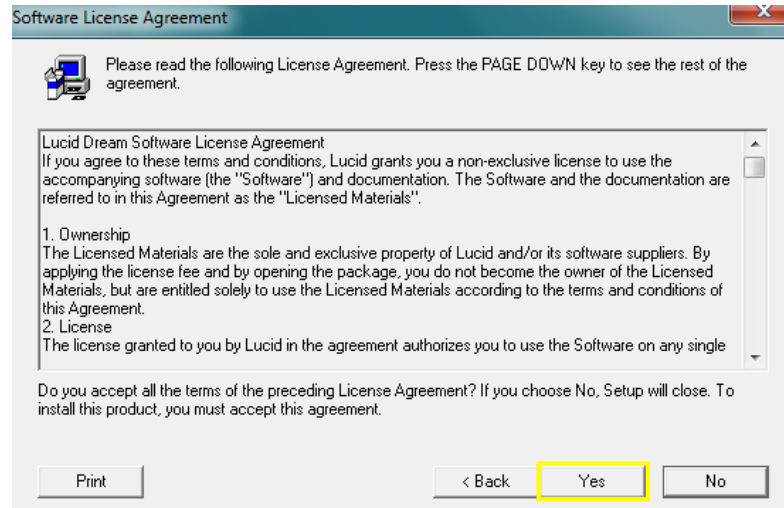 Software License Agreement
Please read the following License Agreement. Press the PAGE DOWN key to see the rest of the
agreement.
Lucid Dream Software License Agreement
If you agree to these terms and conditions, Lucid grants you a non-exclusive license to use the
accompanying software (the "Software") and documentation. The Software and the documentation are
referred to in this Agreement as the "Licensed Materials".
1. Ownership
The Licensed Materials are the sole and exclusive property of Lucid and/or its software suppliers. By
applying the license fee and by opening the package, you do not become the owner of the Licensed
Materials, but are entitled solely to use the Licensed Materials according to the terms and conditions of
this Agreement.
2. License
The license granted to you by Lucid in the agreement authorizes you to use the Software on any single
Do you accept all the terms of the preceding License Agreement? If you choose No, Setup will close. To
install this product, you must accept this agreement.
Print
< Back
Yes
No